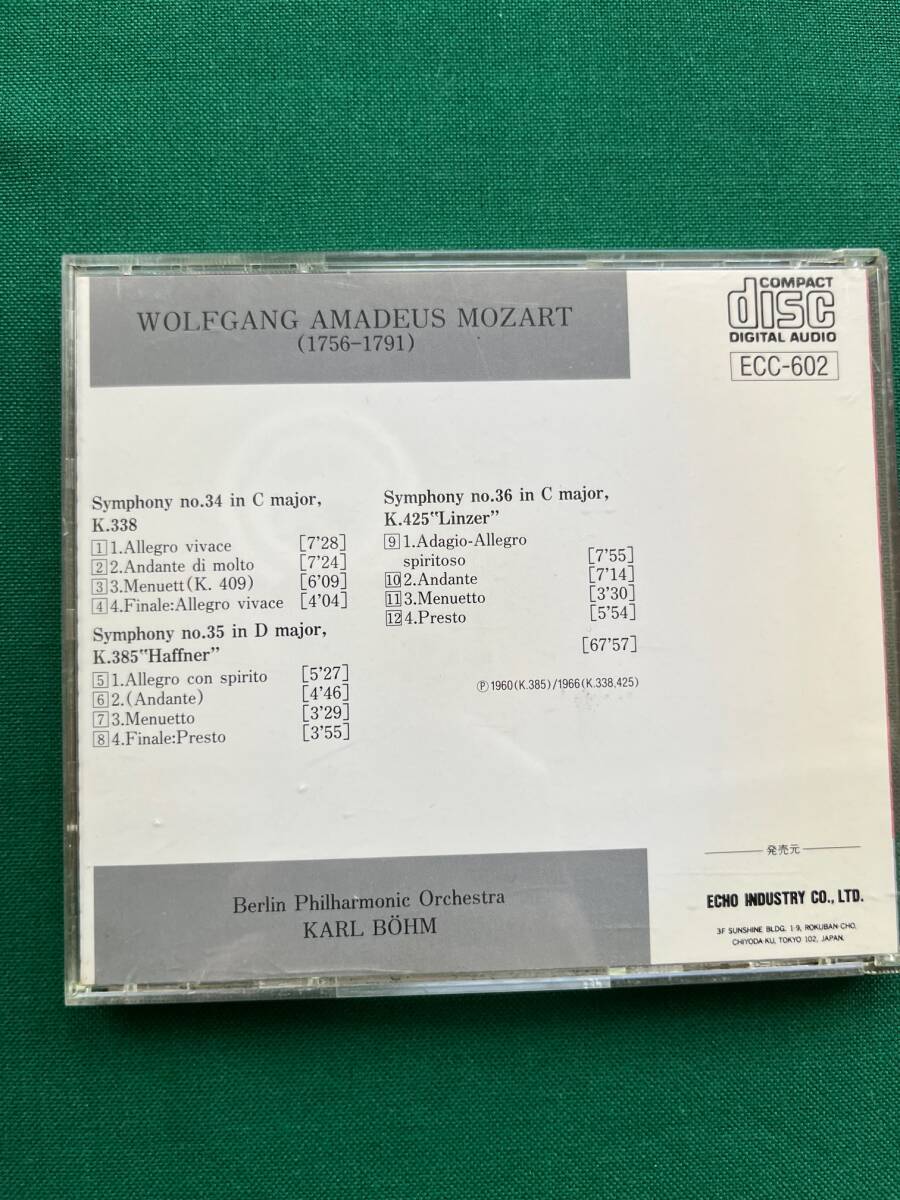 WOLFGANG AMADEUS MOZART
(1756-1791)
COMPACT
disc
DIGITAL AUDIO
ECC-602
Symphony no.34 in C major,
K.338
1 1.Allegro vivace [7'28]
2 2.Andante di molto [7'24]
3 3.Menuett(K. 409) [6'09]
4 4.Finale:Allegro vivace [4'04]
Symphony no.35 in D major,
K.385"Haffner"
5 1.Allegro con spirito [5'27]
6 2.(Andante) [4'46]
7 3.Menuetto [3'29]
8 4.Finale:Presto [3'55]
Symphony no.36 in C major,
K.425"Linzer"
9 1.Adagio-Allegro
spiritoso [7'55]
10 2.Andante [7'14]
11 3.Menuetto [3'30]
12 4.Presto [5'54]
[67'57]
Ⓟ 1960(K.385)/1966(K.338,425)
Berlin Philharmonic Orchestra
KARL BÖHM
発売元
ECHO INDUSTRY CO., LTD.
3F SUNSHINE BLDG. 1-9, ROKUBAN-CHO,
CHIYODA-KU, TOKYO 102, JAPAN.